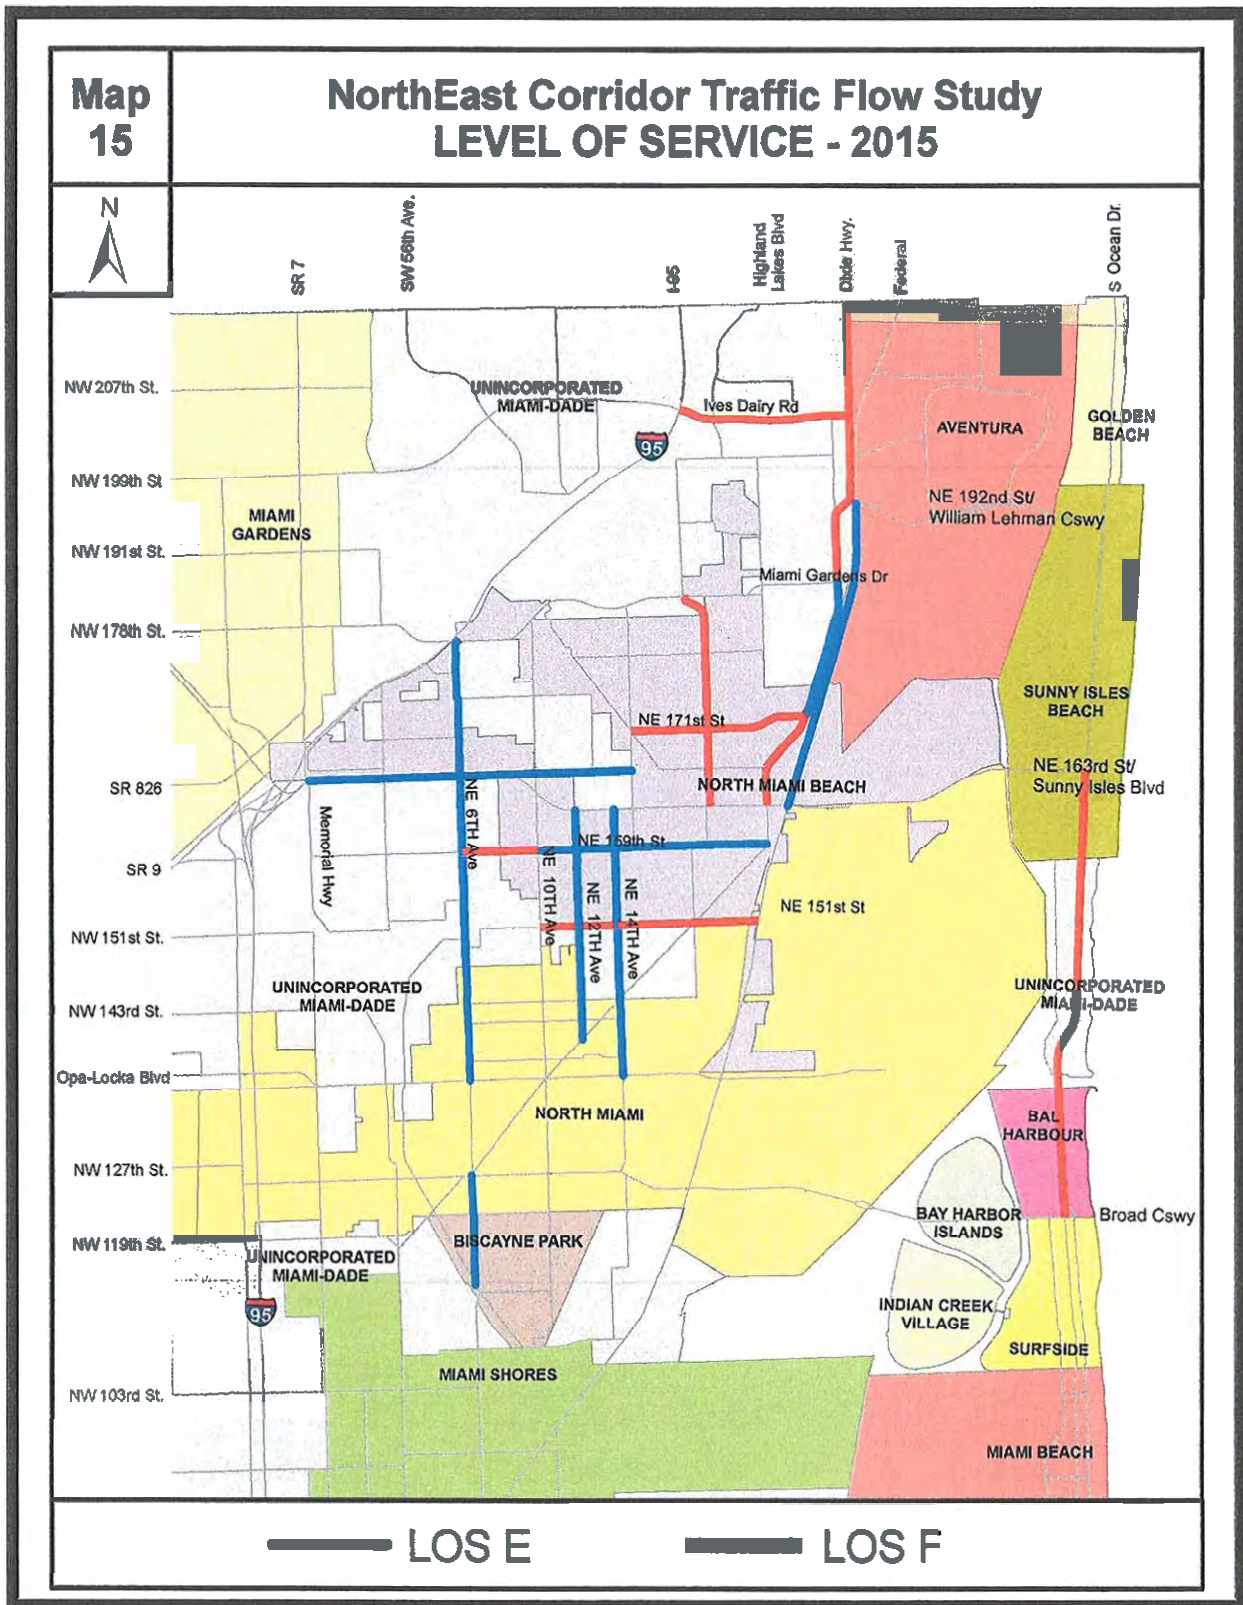 Map
15
NorthEast Corridor Traffic Flow Study
LEVEL OF SERVICE - 2015
N
SR 7
SW 56th Ave.
I-95
Highland
Lakes Blvd
Dixie Hwy.
Federal
S Ocean Dr.
NW 207th St.
UNINCORPORATED
MIAMI-DADE
Ives Dairy Rd
95
AVENTURA
GOLDEN
BEACH
NW 199th St
MIAMI
GARDENS
NE 192nd St/
William Lehman Cswy
NW 191st St.
Miami Gardens Dr
NW 178th St.
SUNNY ISLES
BEACH
NE 171st St
NE 163rd St/
Sunny Isles Blvd
SR 826
NORTH MIAMI BEACH
NE 6TH Ave
Memorial Hwy
NE 159th St
SR 9
NE 10TH Ave
NE 12TH Ave
NE 14TH Ave
NE 151st St
NW 151st St.
UNINCORPORATED
MIAMI-DADE
UNINCORPORATED
MIAMI-DADE
NW 143rd St.
Opa-Locka Blvd
NORTH MIAMI
BAL
HARBOUR
NW 127th St.
BAY HARBOR
ISLANDS
Broad Cswy
NW 119th St.
BISCAYNE PARK
UNINCORPORATED
MIAMI-DADE
95
INDIAN CREEK
VILLAGE
SURFSIDE
MIAMI SHORES
NW 103rd St.
MIAMI BEACH
LOS E
LOS F